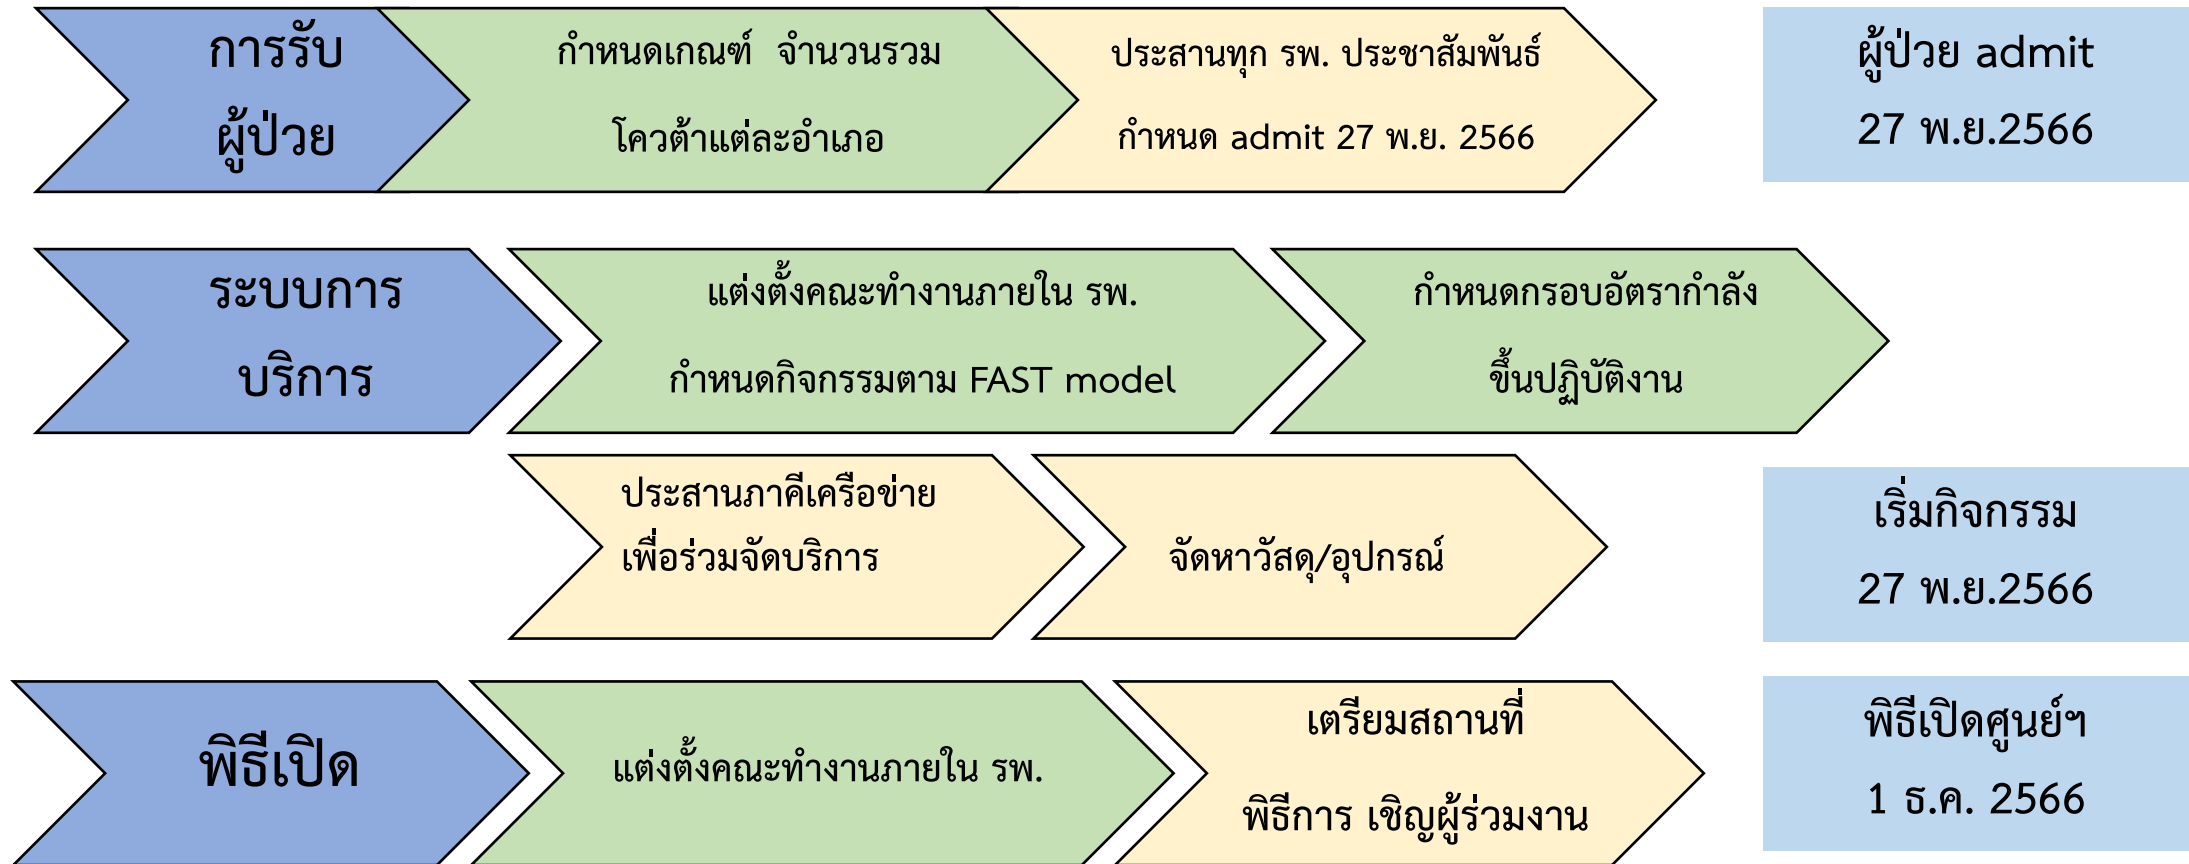 การรับ
ผู้ป่วย
กำหนดเกณฑ์ จำนวนรวม
โควต้าแต่ละอำเภอ
ประสานทุก รพ. ประชาสัมพันธ์
กำหนด admit 27 พ.ย. 2566
ผู้ป่วย admit
27 พ.ย.2566
ระบบการ
บริการ
แต่งตั้งคณะทำงานภายใน รพ.
กำหนดกิจกรรมตาม FAST model
กำหนดกรอบอัตรากำลัง
ขึ้นปฏิบัติงาน
ประสานภาคีเครือข่าย
เพื่อร่วมจัดบริการ
จัดหาวัสดุ/อุปกรณ์
เริ่มกิจกรรม
27 พ.ย.2566
พิธีเปิด
แต่งตั้งคณะทำงานภายใน รพ.
เตรียมสถานที่
พิธีการ เชิญผู้ร่วมงาน
พิธีเปิดศูนย์ฯ
1 ธ.ค. 2566